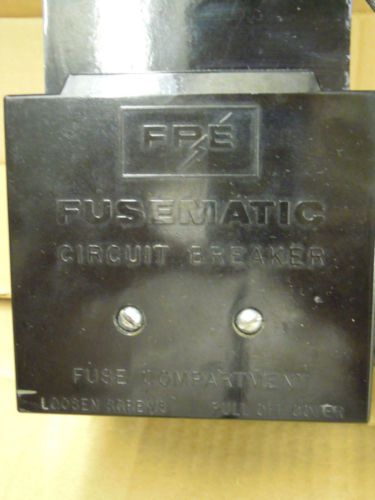 FPE
FUSEMATIC
CIRCUIT BREAKER
FUSE COMPARTMENT
LOOSEN SCREWS PULL OFF COVER